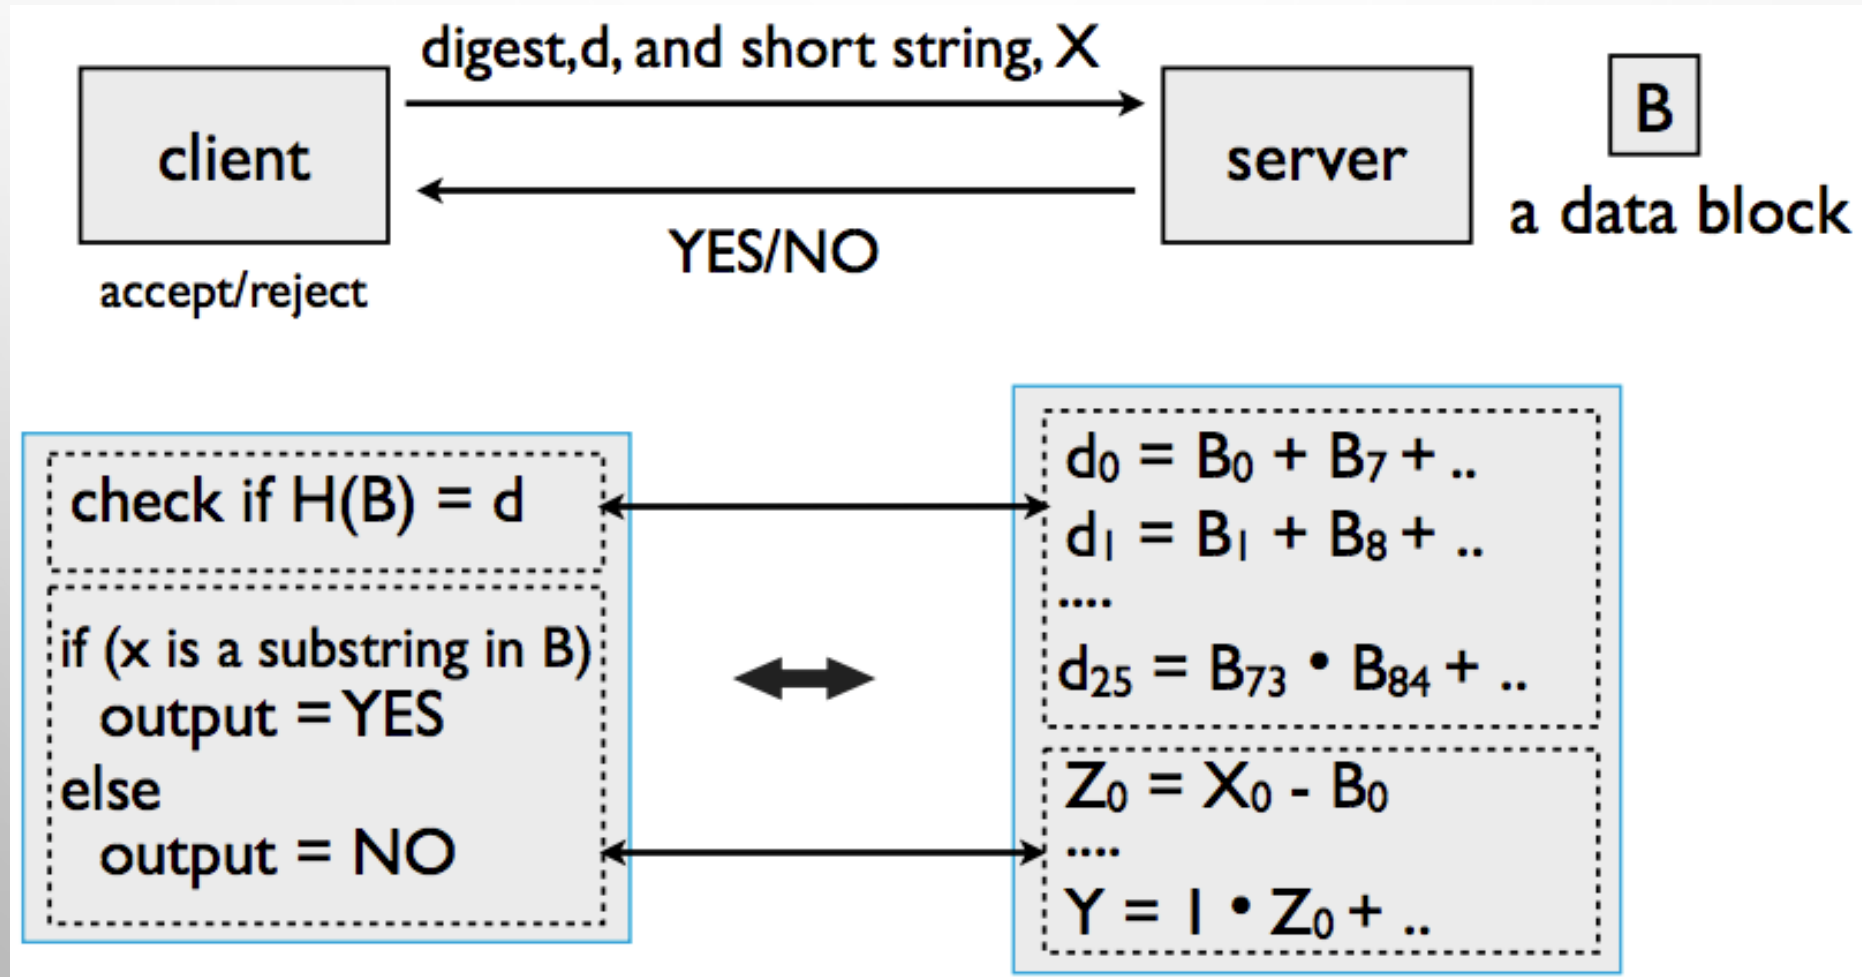 digest,d, and short string, X
client
server
B
a data block
YES/NO
accept/reject
check if H(B) = d
if (x is a substring in B)
output = YES
else
output = NO
d₀ = B₀ + B₇ + ..
d₁ = B₁ + B₈ + ..
....
d₂₅ = B₇₃ • B₈₄ + ..
Z₀ = X₀ - B₀
....
Y = 1 • Z₀ + ..